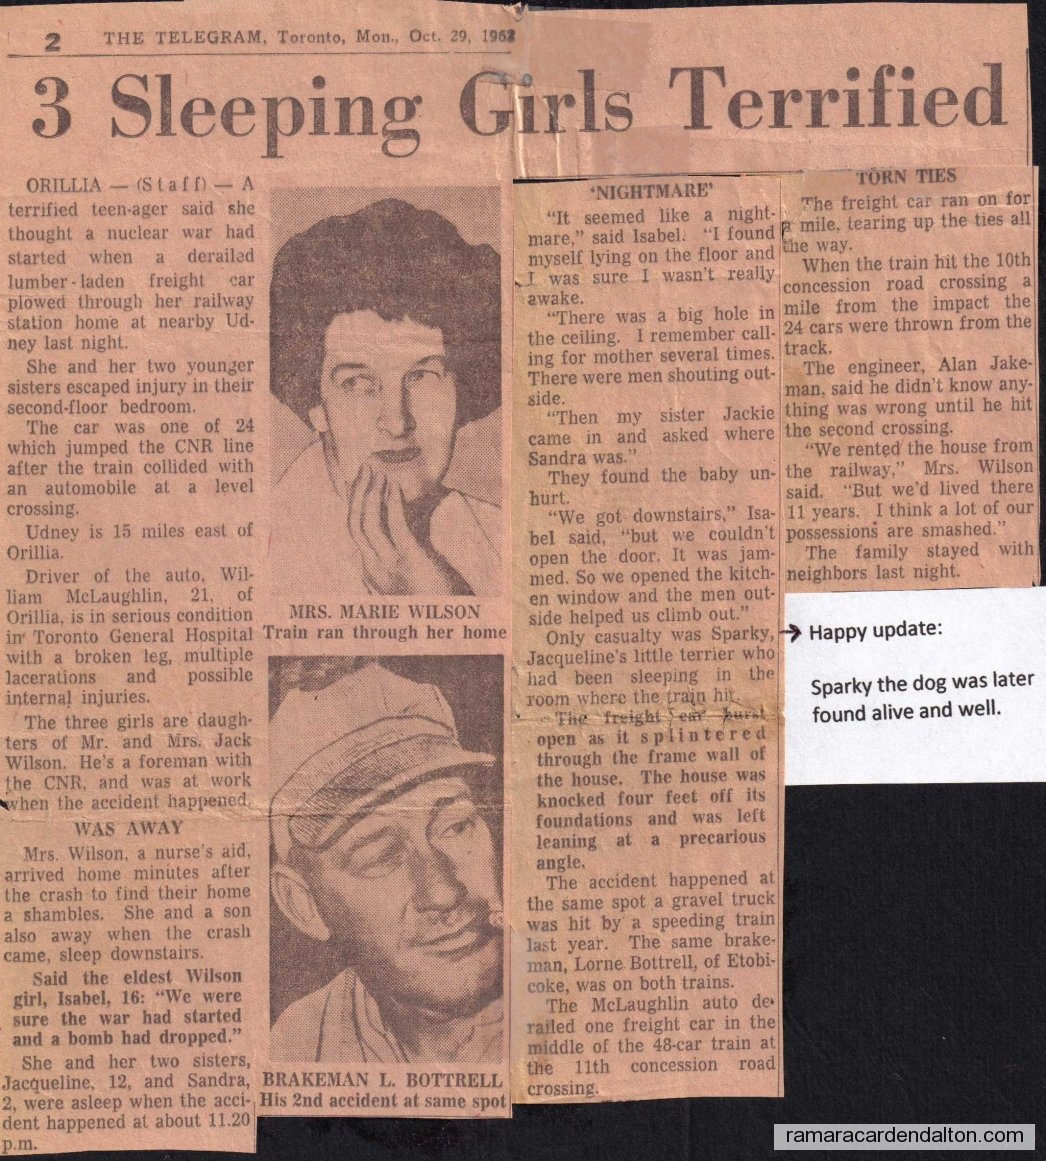 2 THE TELEGRAM, Toronto, Mon., Oct. 29, 1962
3 Sleeping Girls Terrified
ORILLIA — (Staff) — A
terrified teen-ager said she
thought a nuclear war had
started when a derailed
lumber-laden freight car
plowed through her railway
station home at nearby Ud-
ney last night.
She and her two younger
sisters escaped injury in their
second-floor bedroom.
The car was one of 24
which jumped the CNR line
after the train collided with
an automobile at a level
crossing.
Udney is 15 miles east of
Orillia.
Driver of the auto, Wil-
liam McLaughlin, 21, of
Orillia, is in serious condition
in Toronto General Hospital
with a broken leg, multiple
lacerations and possible
internal injuries.
The three girls are daugh-
ters of Mr. and Mrs. Jack
Wilson. He's a foreman with
the CNR, and was at work
when the accident happened.
WAS AWAY
Mrs. Wilson, a nurse's aid,
arrived home minutes after
the crash to find their home
a shambles. She and a son
also away when the crash
came, sleep downstairs.
Said the eldest Wilson
girl, Isabel, 16: "We were
sure the war had started
and a bomb had dropped."
She and her two sisters,
Jacqueline, 12, and Sandra,
2, were asleep when the acci-
dent happened at about 11.20
p.m.
MRS. MARIE WILSON
Train ran through her home
BRAKEMAN L. BOTTRELL
His 2nd accident at same spot
'NIGHTMARE'
"It seemed like a night-
mare," said Isabel. "I found
myself lying on the floor and
I was sure I wasn't really
awake.
"There was a big hole in
the ceiling. I remember call-
ing for mother several times.
There were men shouting out-
side.
"Then my sister Jackie
came in and asked where
Sandra was."
They found the baby un-
hurt.
"We got downstairs," Isa-
bel said, "but we couldn't
open the door. It was jam-
med. So we opened the kitch-
en window and the men out-
side helped us climb out."
Only casualty was Sparky,
Jacqueline's little terrier who
had been sleeping in the
room where the train hit.
The freight car burst
open as it splintered
through the frame wall of
the house. The house was
knocked four feet off its
foundations and was left
leaning at a precarious
angle.
The accident happened at
the same spot a gravel truck
was hit by a speeding train
last year. The same brake-
man, Lorne Bottrell, of Etobi-
coke, was on both trains.
The McLaughlin auto de-
railed one freight car in the
middle of the 48-car train at
the 11th concession road
crossing.
TORN TIES
The freight car ran on for
a mile, tearing up the ties all
the way.
When the train hit the 10th
concession road crossing a
mile from the impact the
24 cars were thrown from the
track.
The engineer, Alan Jake-
man, said he didn't know any-
thing was wrong until he hit
the second crossing.
"We rented the house from
the railway," Mrs. Wilson
said. "But we'd lived there
11 years. I think a lot of our
possessions are smashed."
The family stayed with
neighbors last night.
→ Happy update:
Sparky the dog was later
found alive and well.
ramaracardendalton.com